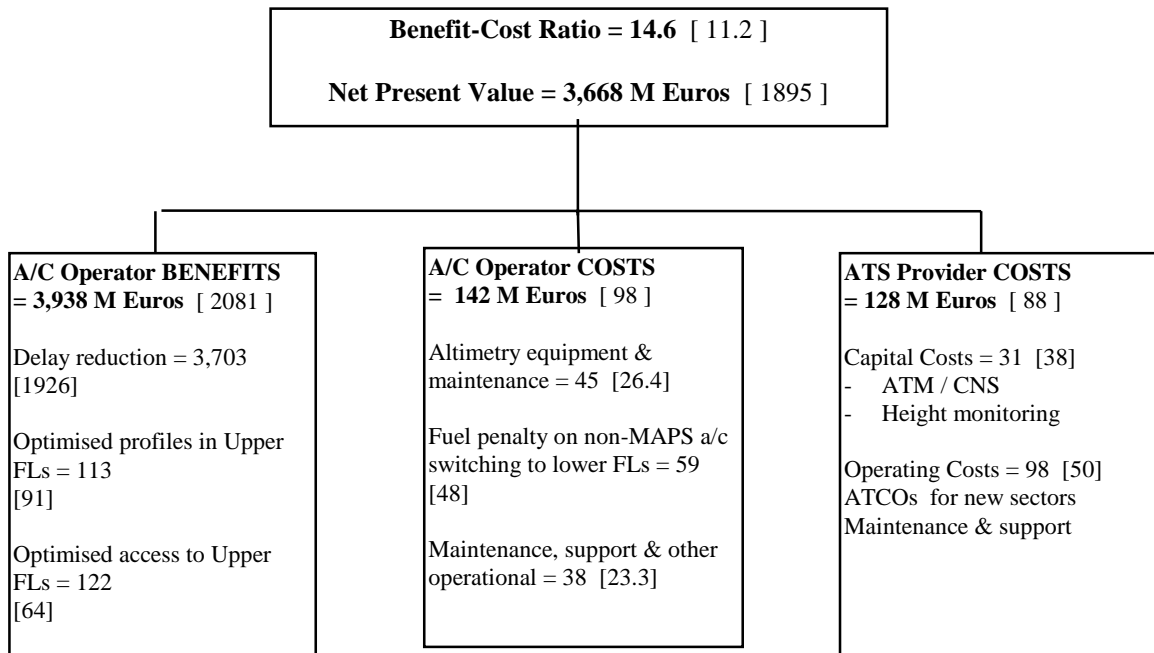 Benefit-Cost Ratio = 14.6 [ 11.2 ]
Net Present Value = 3,668 M Euros [ 1895 ]
A/C Operator BENEFITS
= 3,938 M Euros [ 2081 ]
Delay reduction = 3,703
[1926]
Optimised profiles in Upper
FLs = 113
[91]
Optimised access to Upper
FLs = 122
[64]
A/C Operator COSTS
= 142 M Euros [ 98 ]
Altimetry equipment &
maintenance = 45 [26.4]
Fuel penalty on non-MAPS a/c
switching to lower FLs = 59
[48]
Maintenance, support & other
operational = 38 [23.3]
ATS Provider COSTS
= 128 M Euros [ 88 ]
Capital Costs = 31 [38]
- ATM / CNS
- Height monitoring
Operating Costs = 98 [50]
ATCOs for new sectors
Maintenance & support